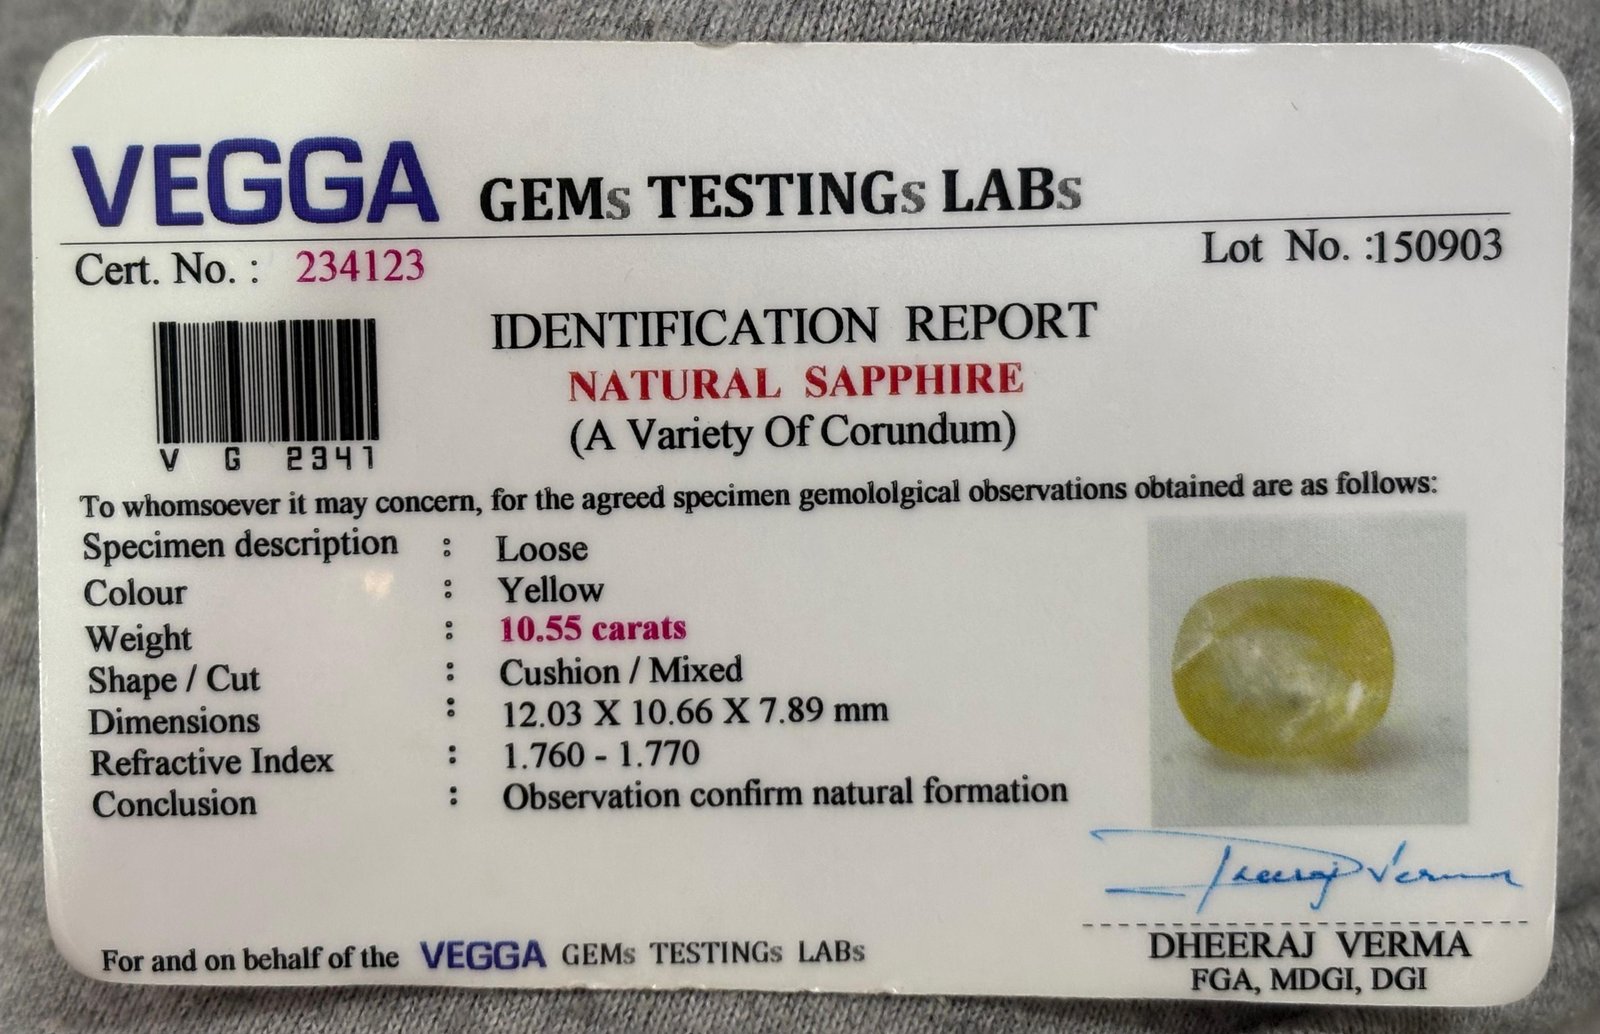 VEGGA GEMs TESTINGs LABs
Cert. No. : 234123
Lot No. :150903
V G 2341
IDENTIFICATION REPORT
NATURAL SAPPHIRE
(A Variety Of Corundum)
To whomsoever it may concern, for the agreed specimen gemololgical observations obtained are as follows:
Specimen description : Loose
Colour : Yellow
Weight : 10.55 carats
Shape / Cut : Cushion / Mixed
Dimensions : 12.03 X 10.66 X 7.89 mm
Refractive Index : 1.760 - 1.770
Conclusion : Observation confirm natural formation
Dheeraj Verma
DHEERAJ VERMA
FGA, MDGI, DGI
For and on behalf of the VEGGA GEMs TESTINGs LABs